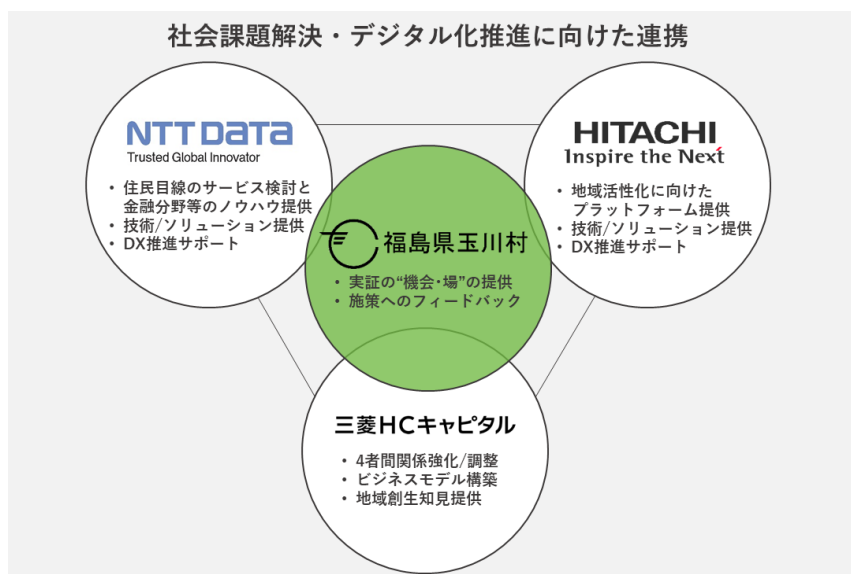 社会課題解決・デジタル化推進に向けた連携
NTT DATA
Trusted Global Innovator
・ 住民目線のサービス検討と
金融分野等のノウハウ提供
・ 技術/ソリューション提供
・ DX推進サポート
HITACHI
Inspire the Next
・ 地域活性化に向けた
プラットフォーム提供
・ 技術/ソリューション提供
・ DX推進サポート
福島県玉川村
・ 実証の“機会・場”の提供
・ 施策へのフィードバック
三菱HCキャピタル
・ 4者間関係強化/調整
・ ビジネスモデル構築
・ 地域創生知見提供